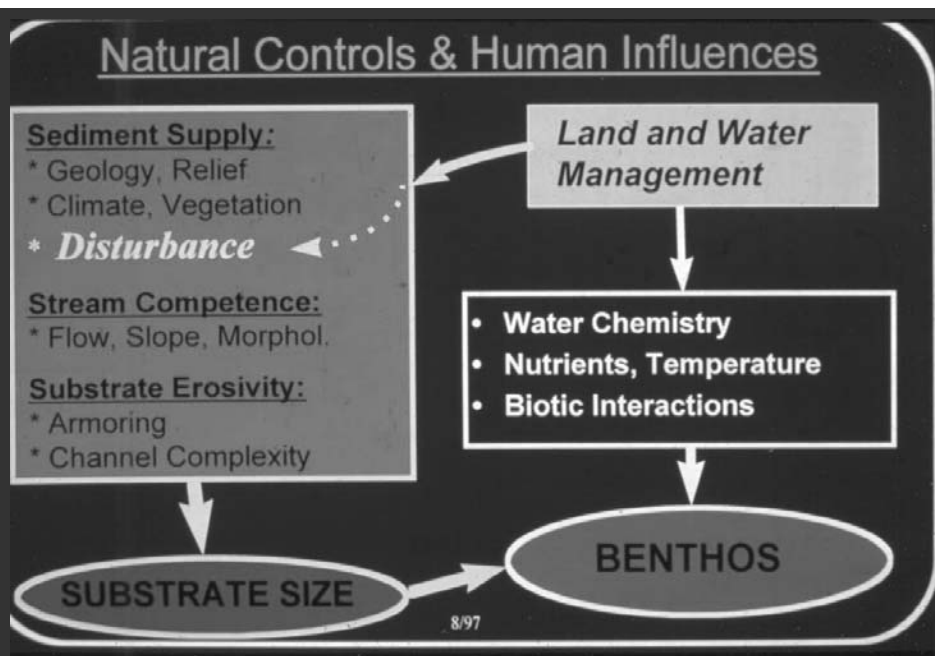 Natural Controls & Human Influences
Sediment Supply:
* Geology, Relief
* Climate, Vegetation
* Disturbance
Stream Competence:
* Flow, Slope, Morphol.
Substrate Erosivity:
* Armoring
* Channel Complexity
Land and Water
Management
• Water Chemistry
• Nutrients, Temperature
• Biotic Interactions
SUBSTRATE SIZE
BENTHOS
8/97